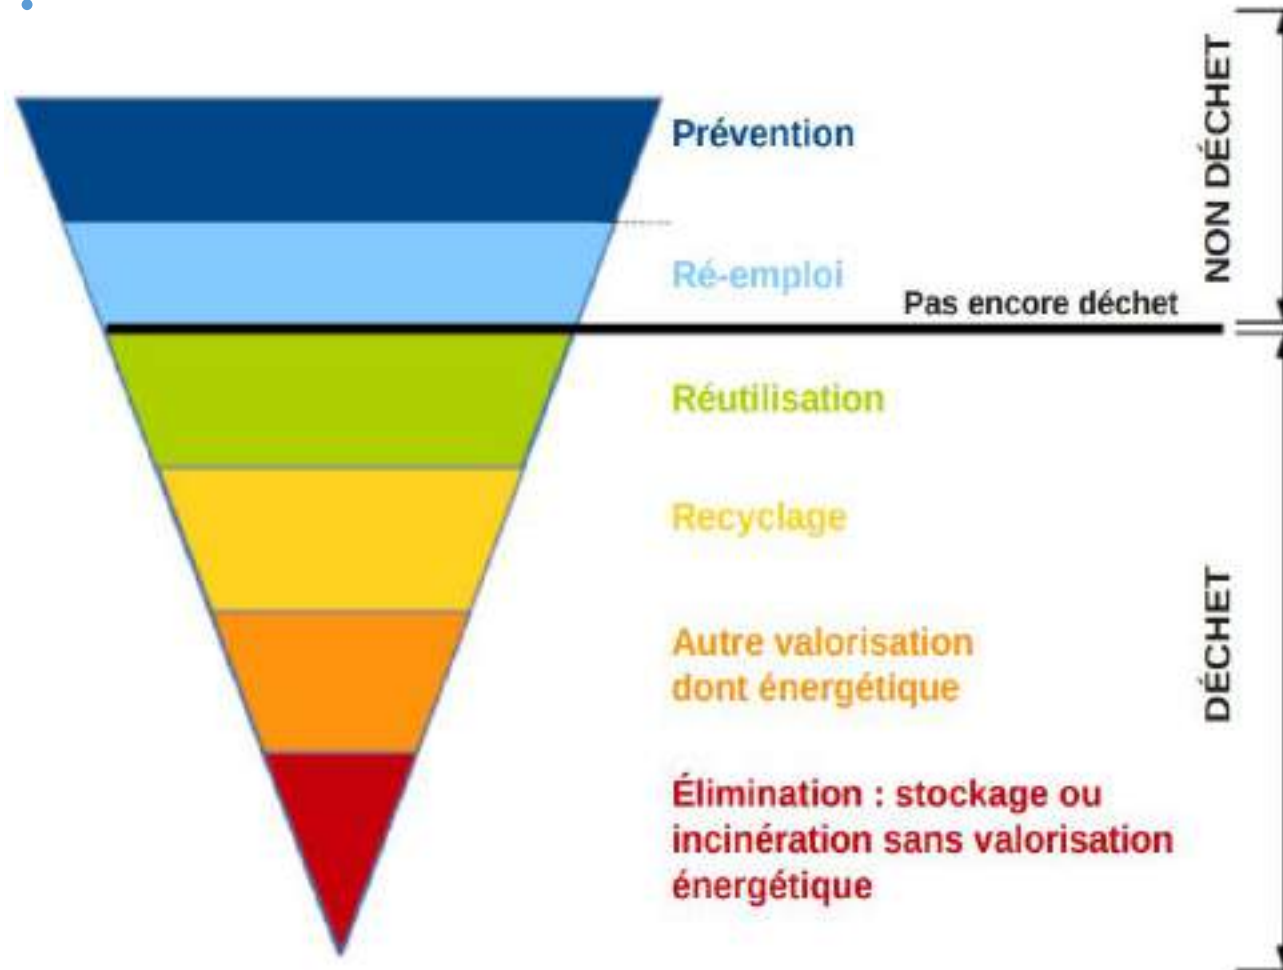 Prévention
NON DÉCHET
Ré-emploi
Pas encore déchet
Réutilisation
Recyclage
Autre valorisation
dont énergétique
DÉCHET
Élimination : stockage ou
incinération sans valorisation
énergétique